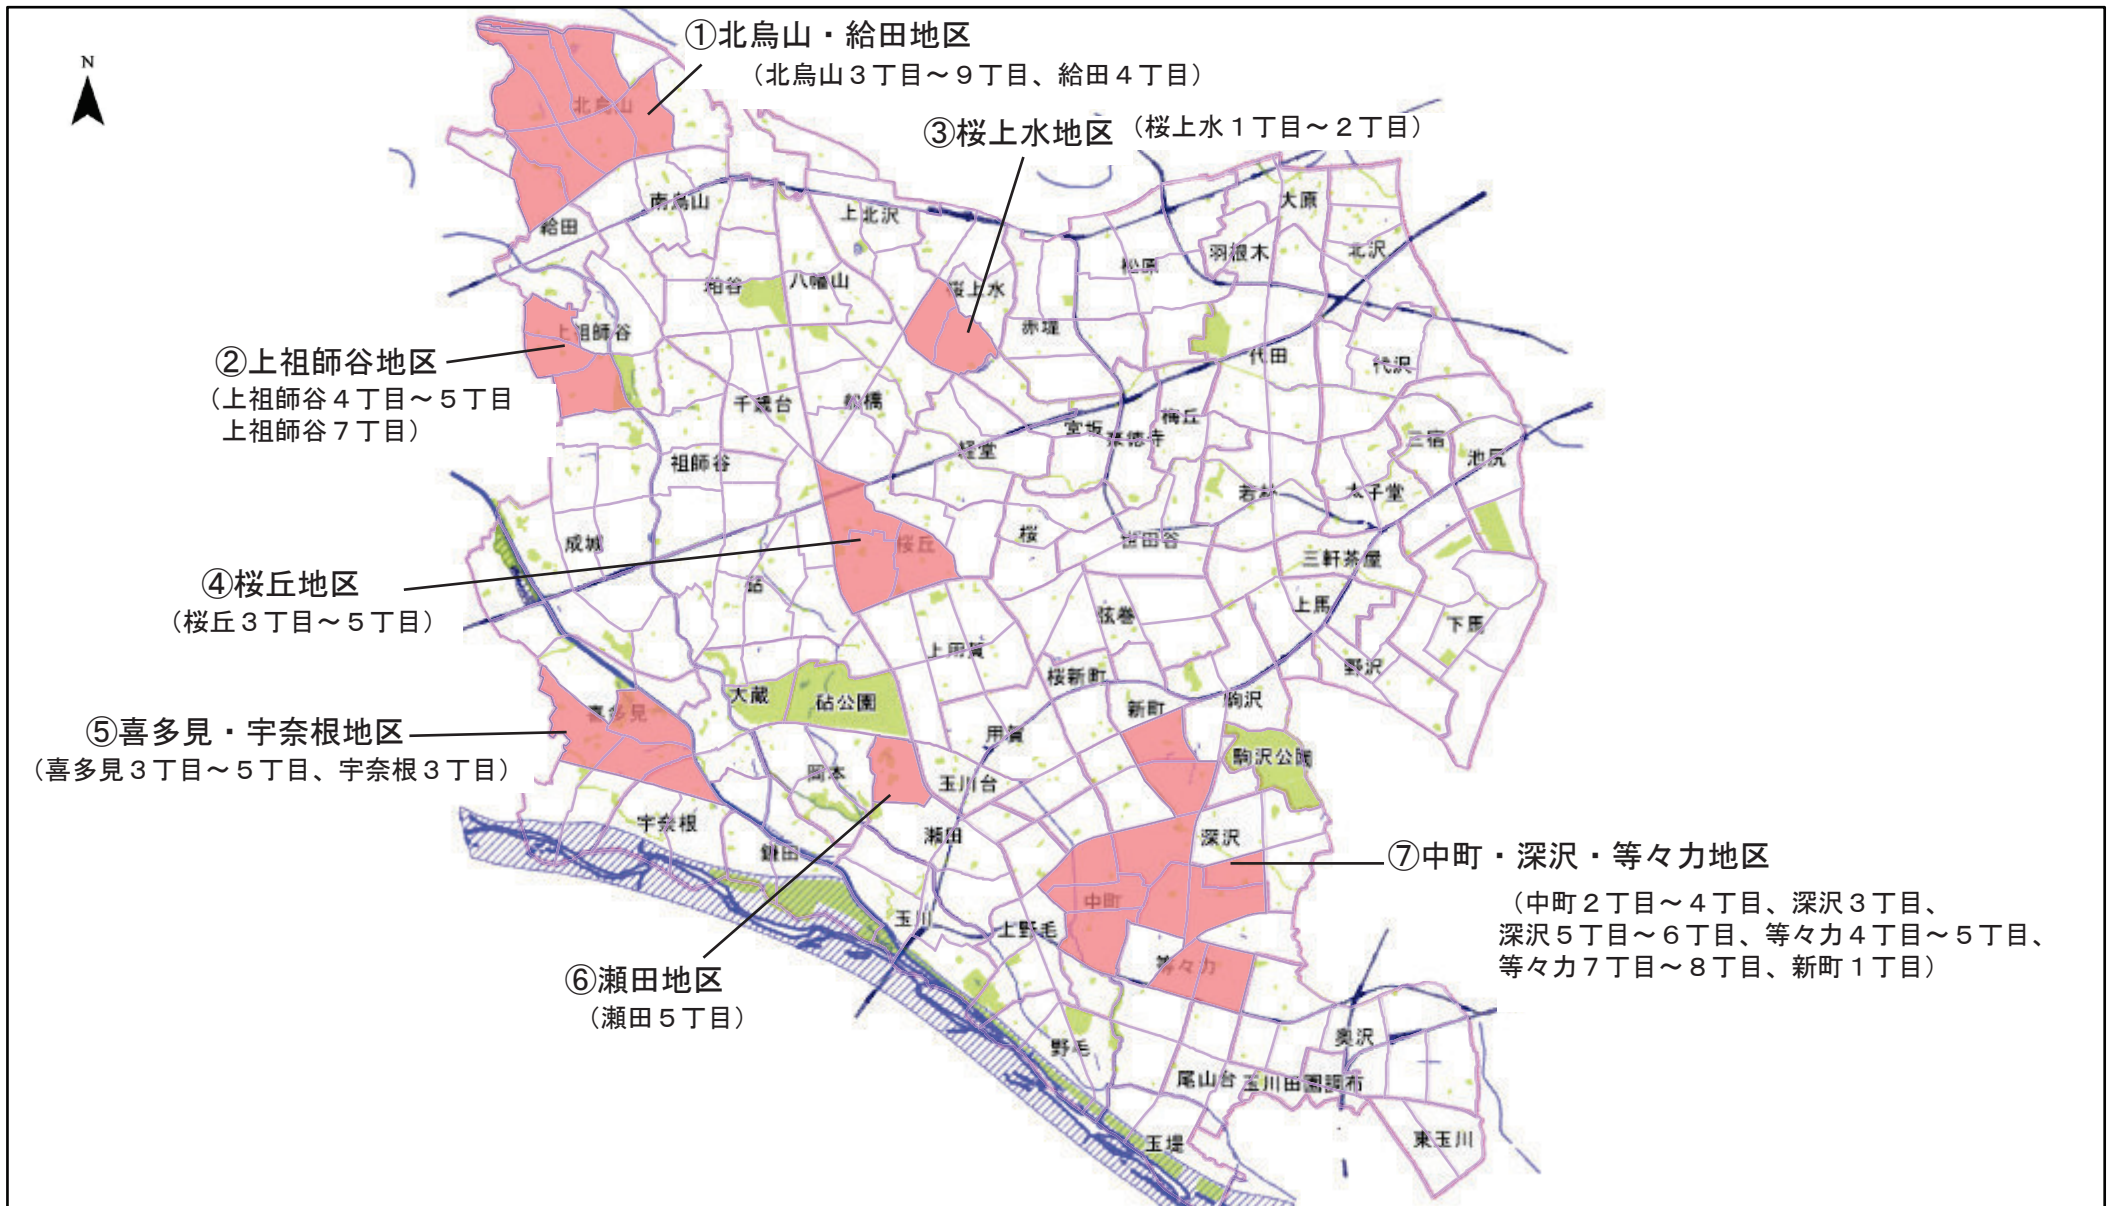 N
①北烏山・給田地区
（北烏山３丁目～９丁目、給田４丁目）
③桜上水地区（桜上水１丁目～２丁目）
北烏山
大原
南烏山
上北沢
給田
羽根木
北沢
松原
粕谷
八幡山
桜上水
上祖師谷
赤堤
②上祖師谷地区
（上祖師谷４丁目～５丁目
上祖師谷７丁目）
代田
代沢
千歳台
船橋
宮坂
豪徳寺
梅丘
三宿
池尻
祖師谷
経堂
若林
太子堂
成城
桜丘
桜
世田谷
三軒茶屋
④桜丘地区
（桜丘３丁目～５丁目）
砧
弦巻
上馬
下馬
上用賀
桜新町
野沢
大蔵
砧公園
喜多見
新町
駒沢
⑤喜多見・宇奈根地区
（喜多見３丁目～５丁目、宇奈根３丁目）
用賀
駒沢公園
岡本
玉川台
宇奈根
瀬田
深沢
鎌田
⑦中町・深沢・等々力地区
（中町２丁目～４丁目、深沢３丁目、
深沢５丁目～６丁目、等々力４丁目～５丁目、
等々力７丁目～８丁目、新町１丁目）
中町
玉川
上野毛
等々力
⑥瀬田地区
（瀬田５丁目）
野毛
奥沢
尾山台
玉川田園調布
玉堤
東玉川